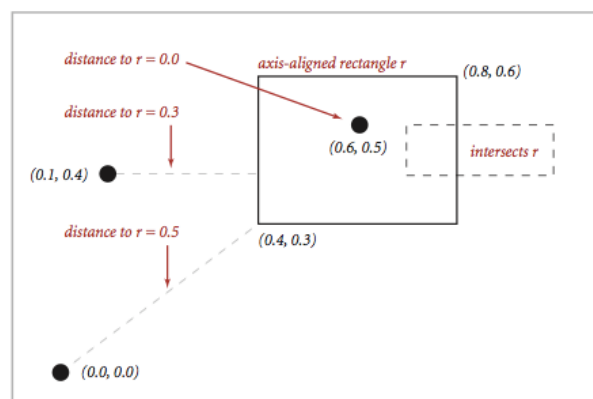 distance to r = 0.0
axis-aligned rectangle r
(0.8, 0.6)
distance to r = 0.3
(0.6, 0.5)
intersects r
(0.1, 0.4)
distance to r = 0.5
(0.4, 0.3)
(0.0, 0.0)